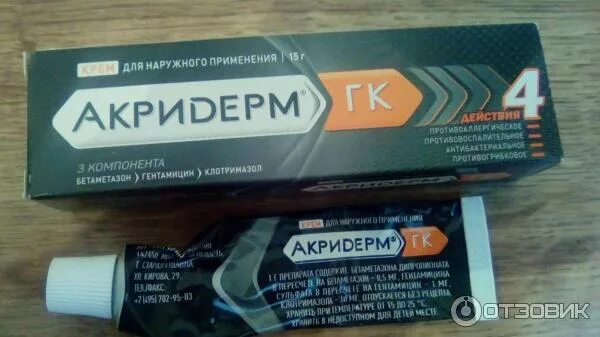 КРЕМ ДЛЯ НАРУЖНОГО ПРИМЕНЕНИЯ | 15 г
АКРИДЕРМ® ГК
4
ДЕЙСТВИЯ
ПРОТИВОАЛЛЕРГИЧЕСКОЕ
ПРОТИВОВОСПАЛИТЕЛЬНОЕ
АНТИБАКТЕРИАЛЬНОЕ
ПРОТИВОГРИБКОВОЕ
3 КОМПОНЕНТА
БЕТАМЕТАЗОН > ГЕНТАМИЦИН > КЛОТРИМАЗОЛ
КРЕМ ДЛЯ НАРУЖНОГО ПРИМЕНЕНИЯ
АКРИДЕРМ® ГК
1 Г ПРЕПАРАТА СОДЕРЖИТ: БЕТАМЕТАЗОНА ДИПРОПИОНАТА
В ПЕРЕСЧЕТЕ НА БЕТАМЕТАЗОН - 0,5 МГ, ГЕНТАМИЦИНА
СУЛЬФАТА В ПЕРЕСЧЕТЕ НА ГЕНТАМИЦИН - 1 МГ,
КЛОТРИМАЗОЛА - 10 МГ. ОТПУСКАЕТСЯ БЕЗ РЕЦЕПТА
ХРАНИТЬ ПРИ ТЕМПЕРАТУРЕ ОТ 15 ДО 25 °С.
ХРАНИТЬ В НЕДОСТУПНОМ ДЛЯ ДЕТЕЙ МЕСТЕ.
УЛ. КИРОВА, 29.
ТЕЛ./ФАКС:
+7 (495) 702-95-03
ОТЗОВИК